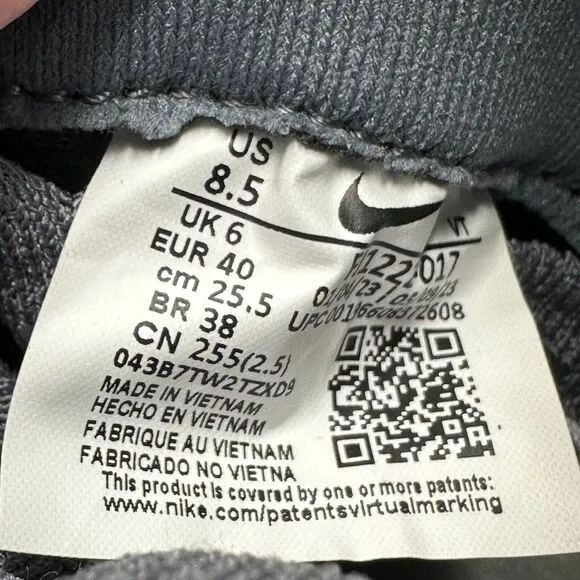 US
8.5
UK 6
EUR 40
cm 25.5
BR 38
CN 255(2.5)
043B7TW2TZXD9
VT
MADE IN VIETNAM
HECHO EN VIETNAM
FABRIQUE AU VIETNAM
FABRICADO NO VIETNA
This product is covered by one or more patents:
www.nike.com/patentsvirtualmarking